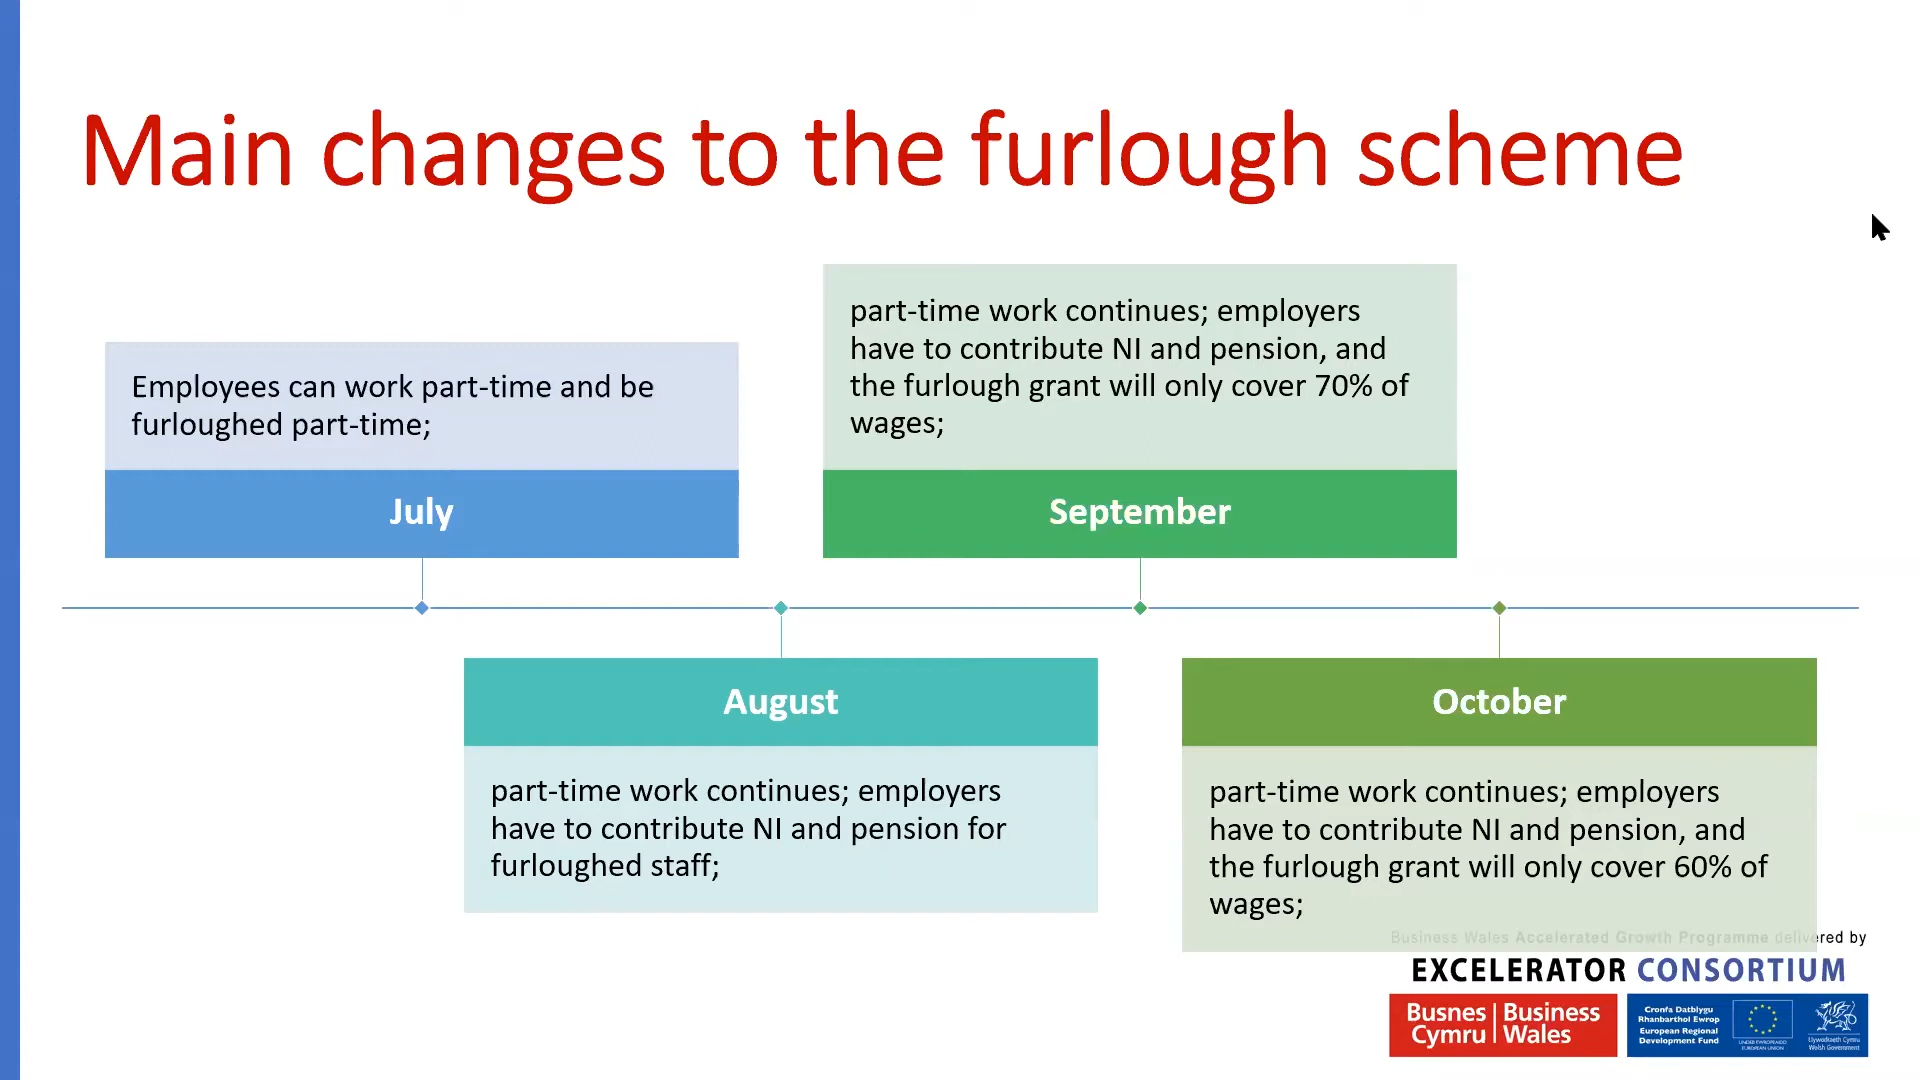 Main changes to the furlough scheme
Employees can work part-time and be
furloughed part-time;
July
part-time work continues; employers
have to contribute NI and pension, and
the furlough grant will only cover 70% of
wages;
September
August
part-time work continues; employers
have to contribute NI and pension for
furloughed staff;
October
part-time work continues; employers
have to contribute NI and pension, and
the furlough grant will only cover 60% of
wages;
Business Wales Accelerated Growth Programme delivered by
EXCELERATOR CONSORTIUM
Busnes Cymru
Business Wales
Cronfa Datblygu
Rhanbarthol Ewrop
European Regional
Development Fund
UNDEB EWROPEAIDD
EUROPEAN UNION
Llywodraeth Cymru
Welsh Government